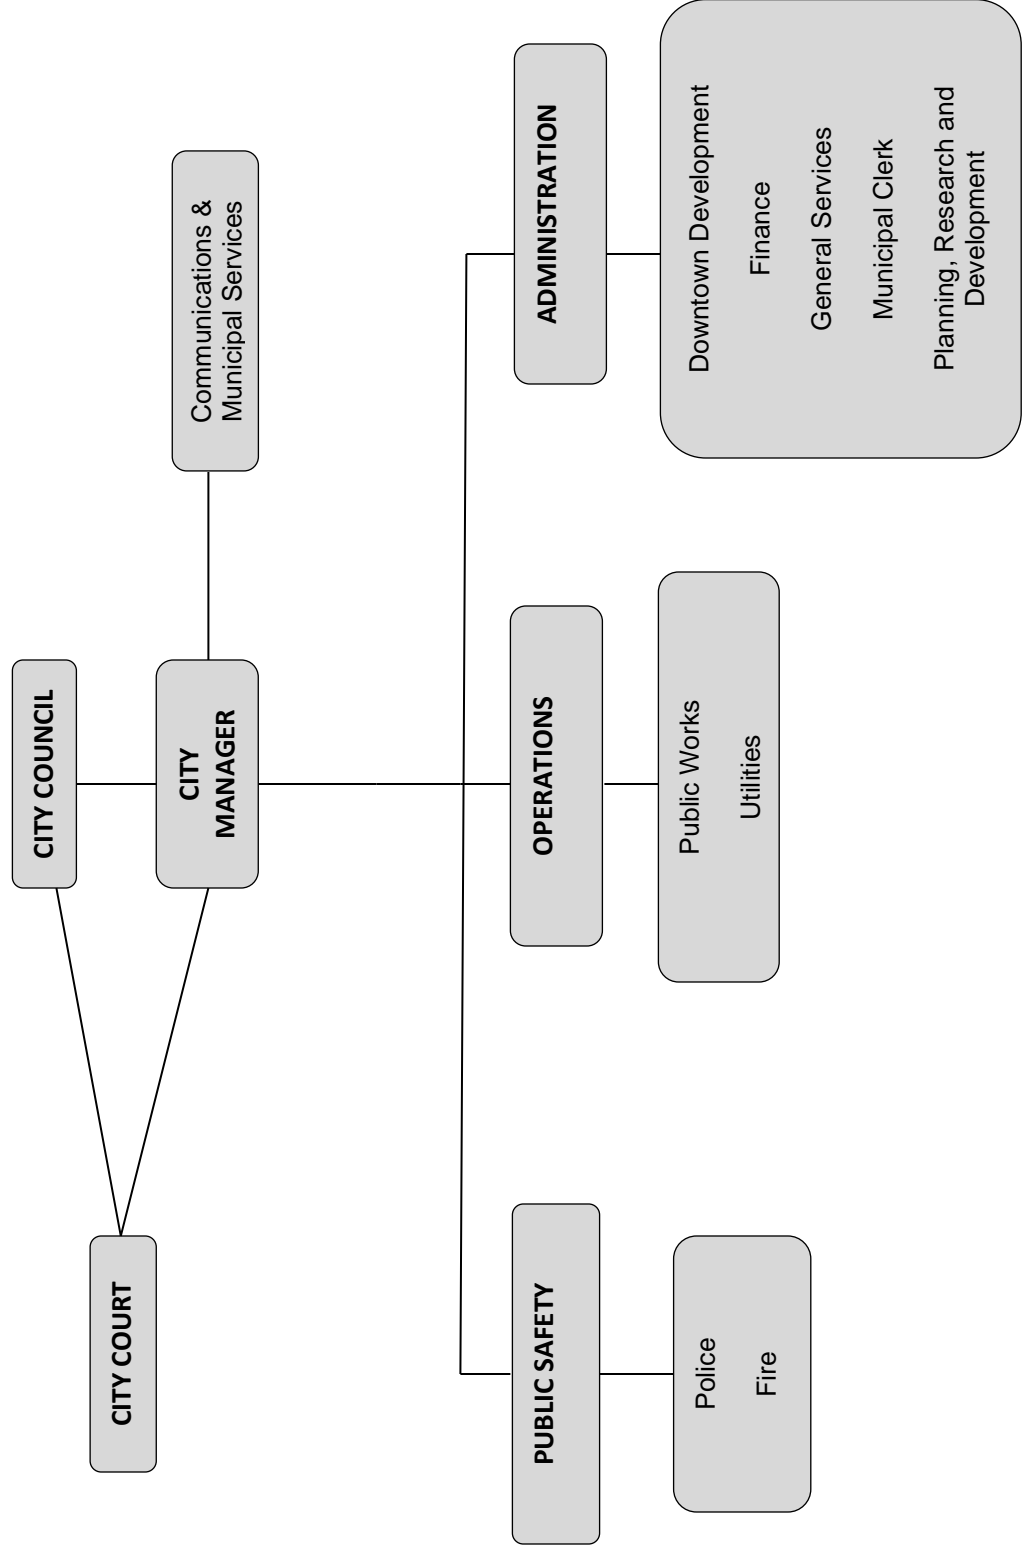 CITY COUNCIL
CITY COURT
CITY
MANAGER
Communications &
Municipal Services
PUBLIC SAFETY
OPERATIONS
ADMINISTRATION
Police
Fire
Public Works
Utilities
Downtown Development
Finance
General Services
Municipal Clerk
Planning, Research and
Development